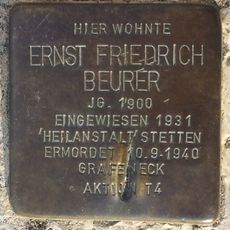 HIER WOHNTE
ERNST FRIEDRICH
BEURER
JG. 1900
EINGEWIESEN 1931
'HEILANSTALT' STETTEN
ERMORDET 10.9.1940
GRAFENECK
AKTION T4